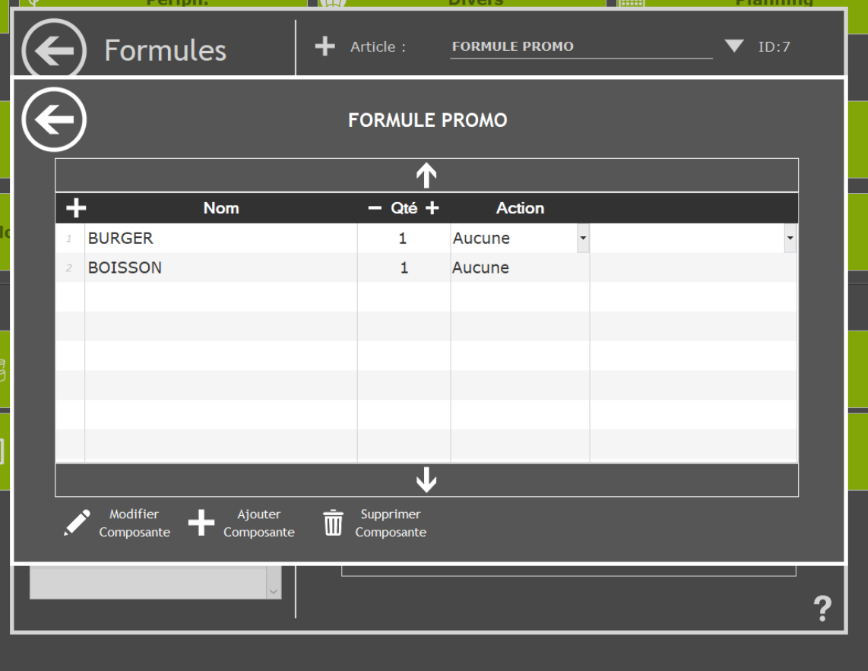 Périph.
Divers
Planning
Formules
Article :
FORMULE PROMO
ID:7
FORMULE PROMO
Nom
Qté
Action
1 BURGER 1 Aucune
2 BOISSON 1 Aucune
Modifier
Composante
Ajouter
Composante
Supprimer
Composante
?